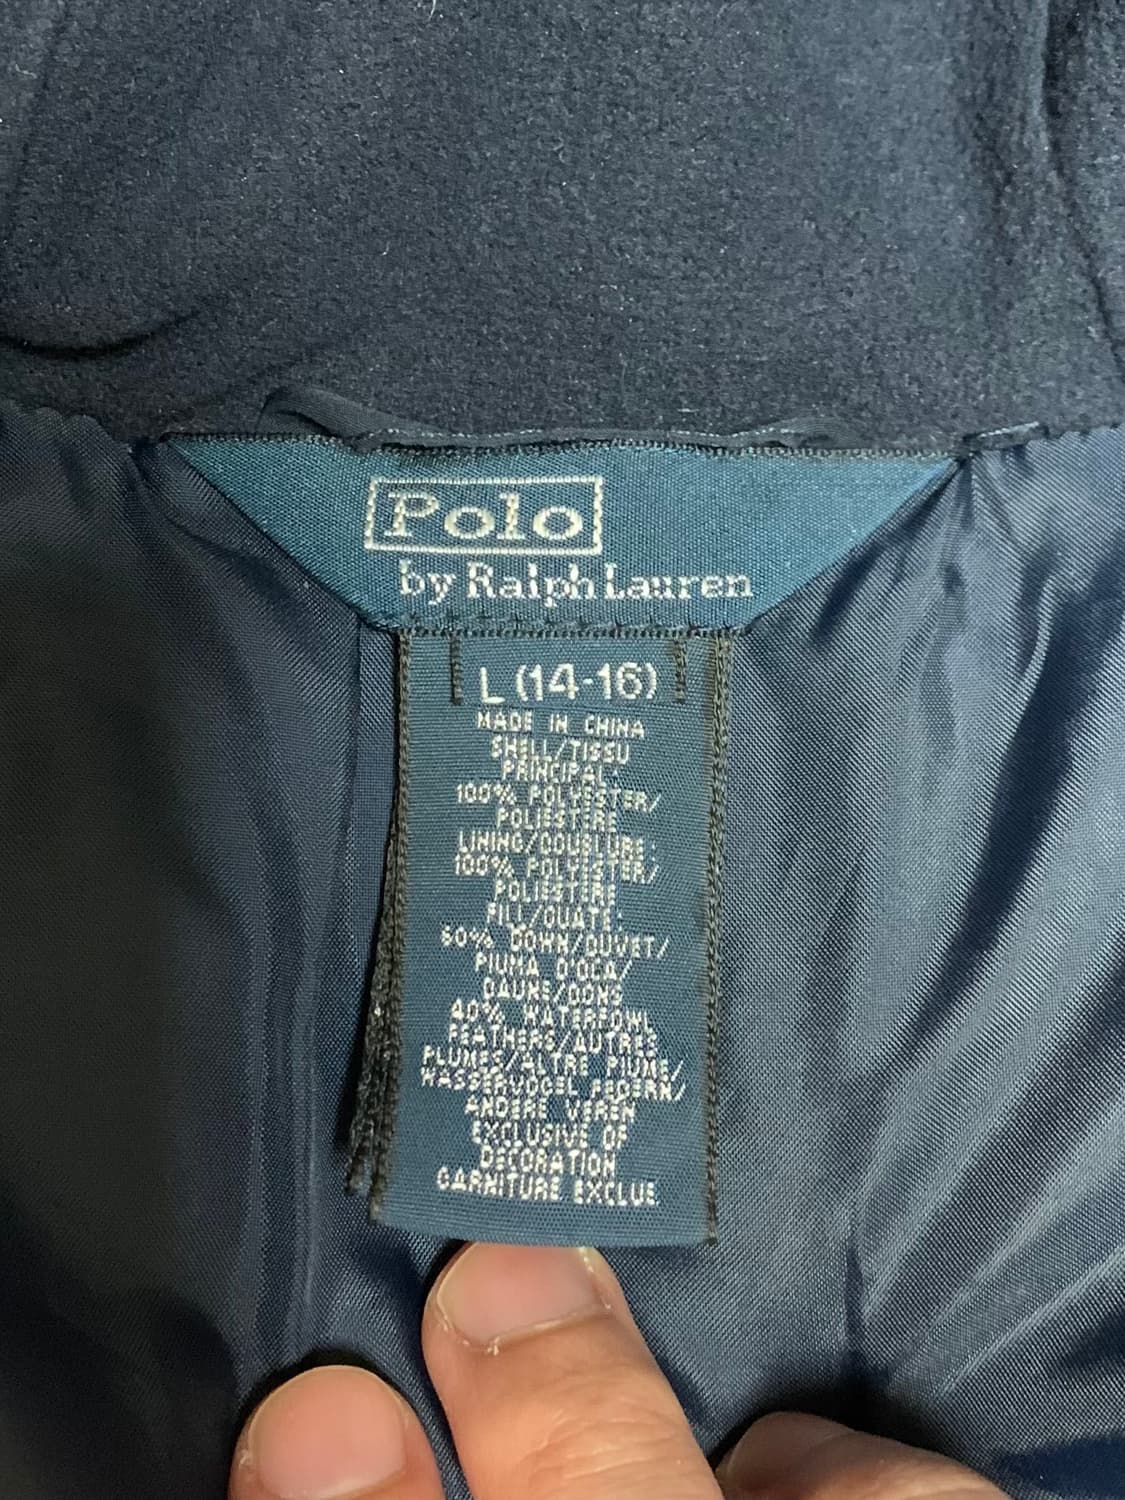 Polo
by Ralph Lauren
L (14-16)
MADE IN CHINA
SHELL/TISSU
PRINCIPAL:
100% POLYESTER/
POLIESTERE
LINING/DOUBLURE:
100% POLYESTER/
POLIESTERE
FILL/OUATE:
60% DOWN/DUVET/
PIUMA D'OCA/
DAUNE/DONS
40% WATERFOWL
FEATHERS/AUTRES
PLUMES/ALTRE PIUME/
WASSERVOGEL FEDERN/
ANDERE VEREN
EXCLUSIVE OF
DECORATION
GARNITURE EXCLUE